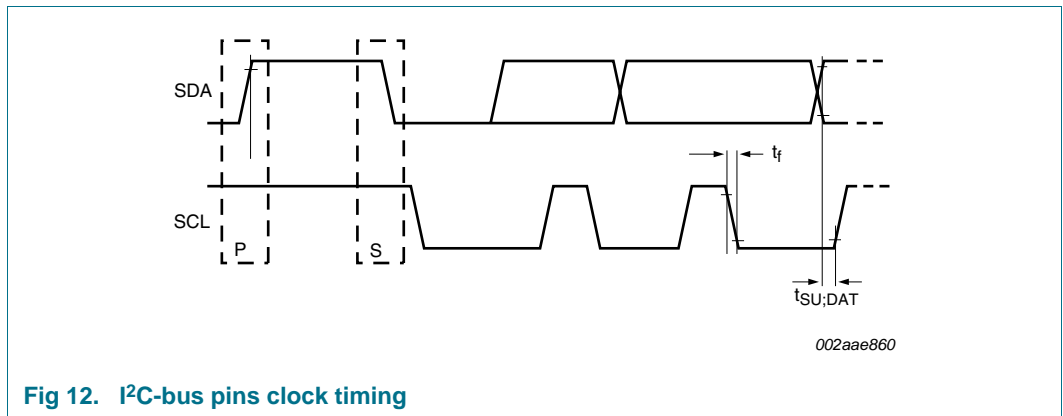 SDA
t_f
SCL
P
S
t_SU;DAT
002aae860
Fig 12. I²C-bus pins clock timing